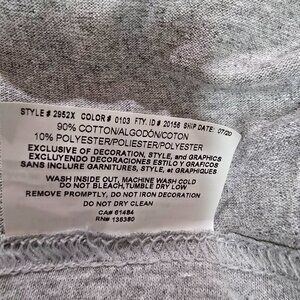 STYLE # 2952X COLOR # 0103 FTY. ID # 20156 SHIP DATE: 07/20
90% COTTON/ALGODÓN/COTON
10% POLYESTER/POLIESTER/POLYESTER
EXCLUSIVE OF DECORATION, STYLE, and GRAPHICS
EXCLUYENDO DECORACIONES ESTILO Y GRAFICOS
SANS INCLURE GARNITURES, STYLE, et GRAPHIQUES
WASH INSIDE OUT, MACHINE WASH COLD
DO NOT BLEACH, TUMBLE DRY LOW
REMOVE PROMPTLY, DO NOT IRON DECORATION
DO NOT DRY CLEAN
CA# 61484
RN# 136380